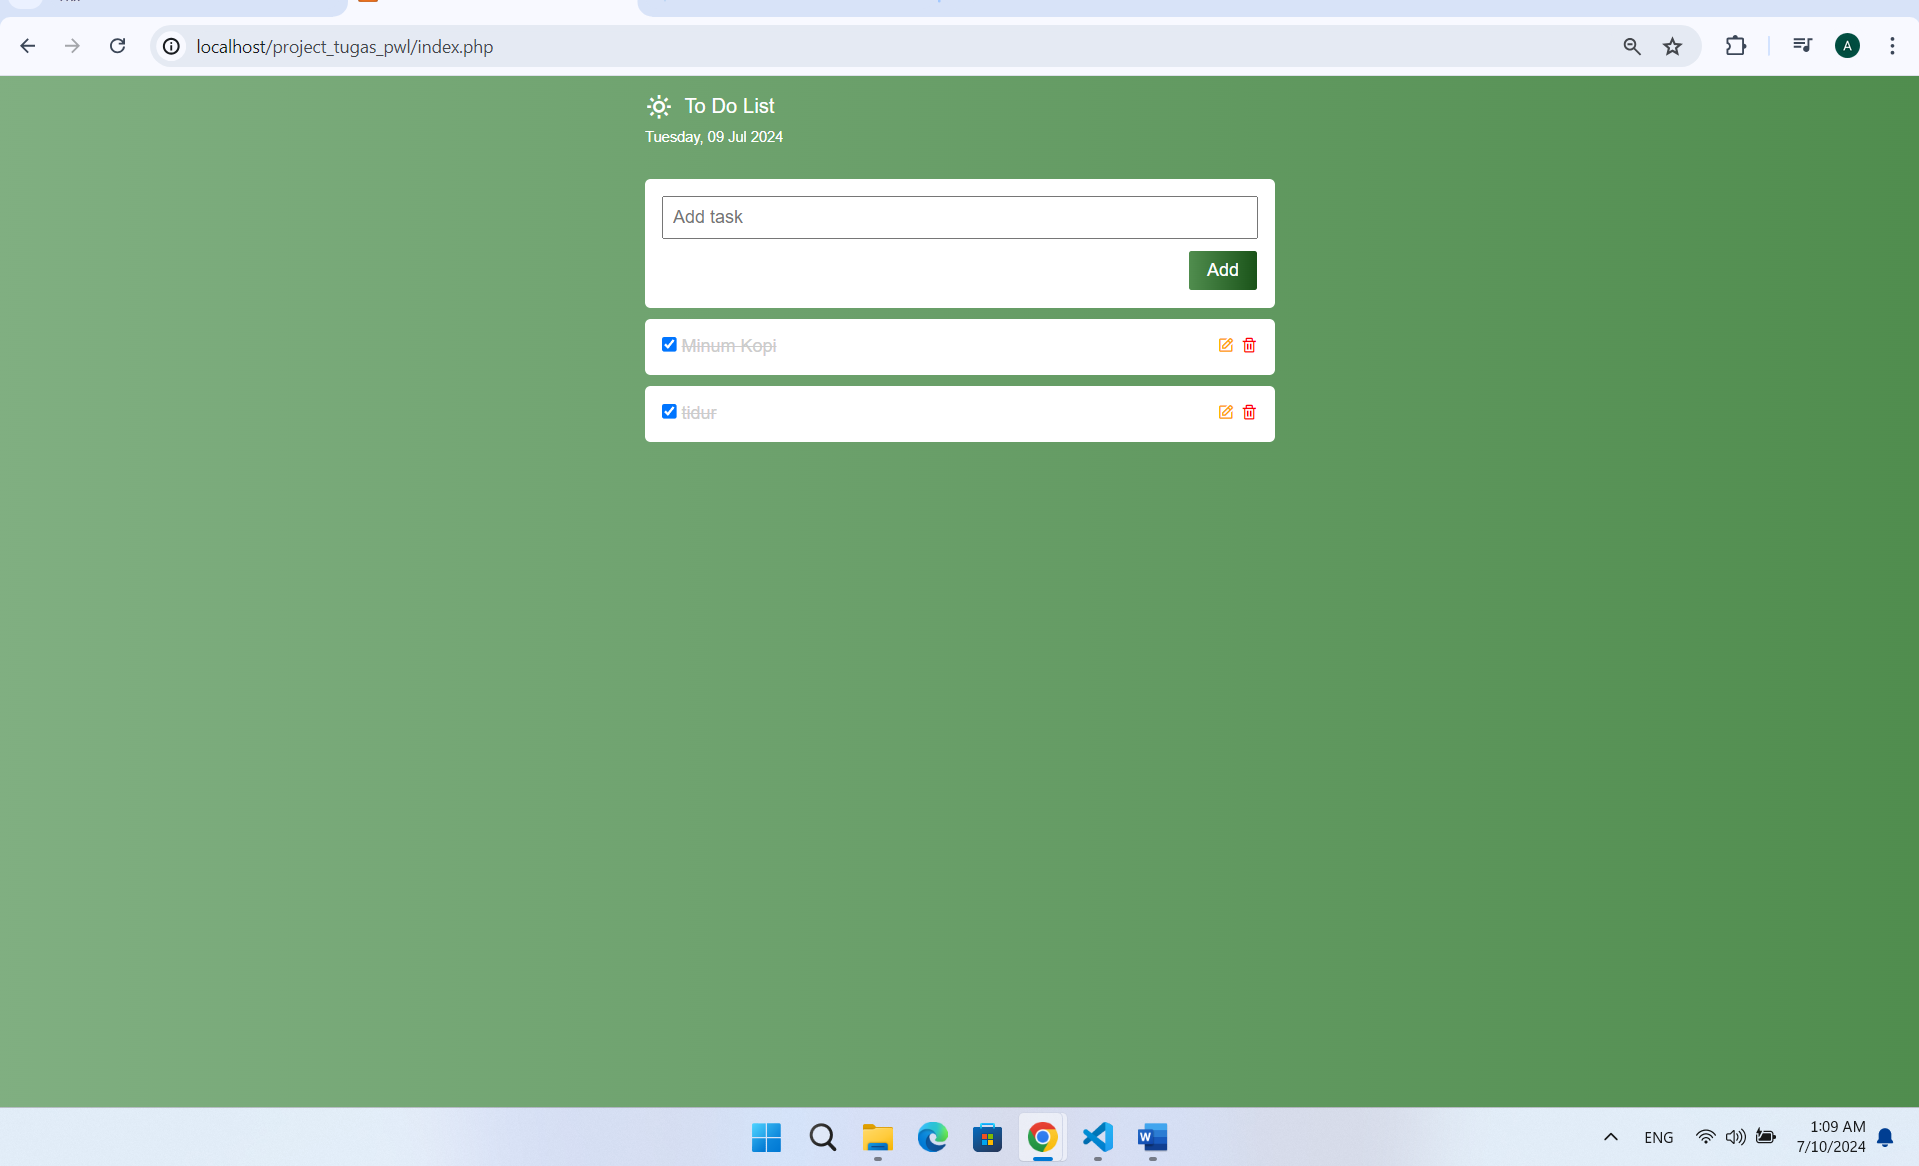 localhost/project_tugas_pwl/index.php
A
To Do List
Tuesday, 09 Jul 2024
Add task
Add
Minum Kopi
tidur
ENG
1:09 AM
7/10/2024